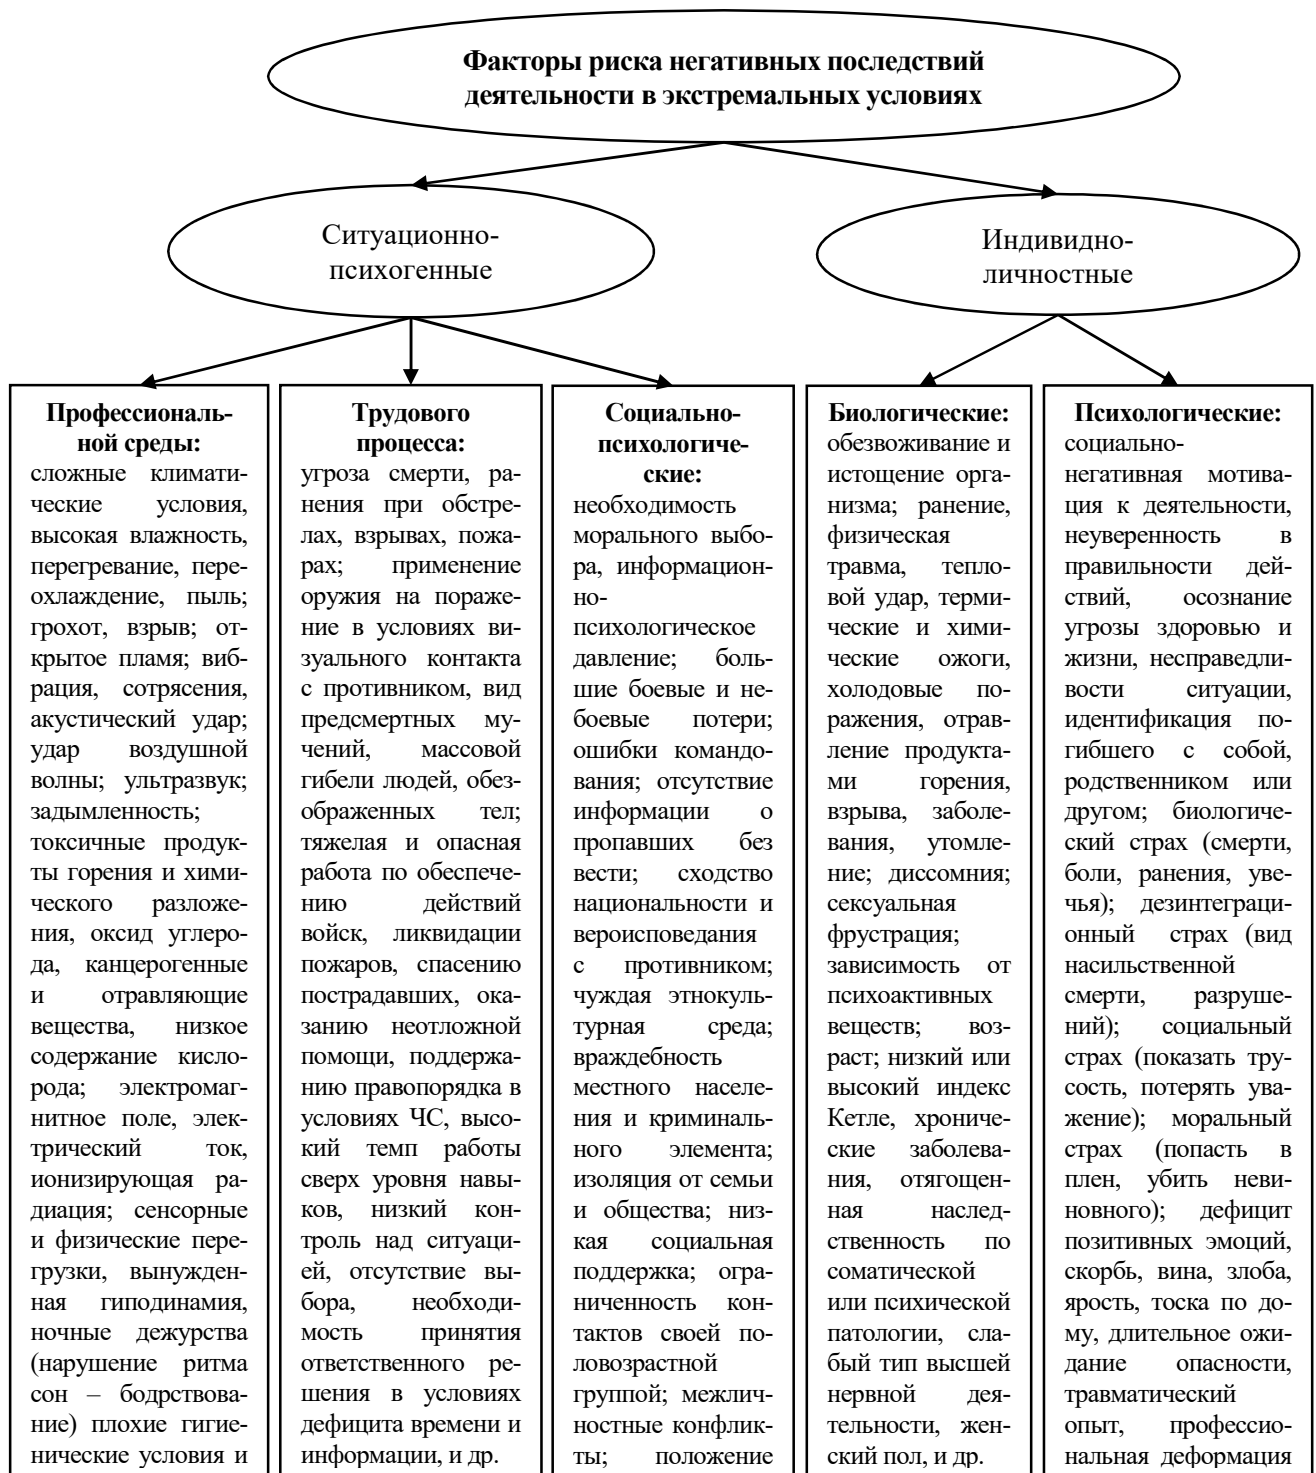 Факторы риска негативных последствий
деятельности в экстремальных условиях
Ситуационно-
психогенные
Индивидно-
личностные
Профессиональ-
ной среды:
сложные климати-
ческие условия,
высокая влажность,
перегревание, пере-
охлаждение, пыль;
грохот, взрыв; от-
крытое пламя; виб-
рация, сотрясения,
акустический удар;
удар воздушной
волны; ультразвук;
задымленность;
токсичные продук-
ты горения и хими-
ческого разложе-
ния, оксид углеро-
да, канцерогенные
и отравляющие
вещества, низкое
содержание кисло-
рода; электромаг-
нитное поле, элек-
трический ток,
ионизирующая ра-
диация; сенсорные
и физические пере-
грузки, вынужден-
ная гиподинамия,
ночные дежурства
(нарушение ритма
сон – бодрствова-
ние) плохие гигие-
нические условия и
Трудового
процесса:
угроза смерти, ра-
нения при обстре-
лах, взрывах, пожа-
рах; применение
оружия на пораже-
ние в условиях ви-
зуального контакта
с противником, вид
предсмертных му-
чений, массовой
гибели людей, обез-
ображенных тел;
тяжелая и опасная
работа по обеспече-
нию действий
войск, ликвидации
пожаров, спасению
пострадавших, ока-
занию неотложной
помощи, поддержа-
нию правопорядка в
условиях ЧС, высо-
кий темп работы
сверх уровня навы-
ков, низкий кон-
троль над ситуаци-
ей, отсутствие вы-
бора, необходи-
мость принятия
ответственного ре-
шения в условиях
дефицита времени и
информации, и др.
Социально-
психологиче-
ские:
необходимость
морального выбо-
ра, информацион-
но-
психологическое
давление; боль-
шие боевые и не-
боевые потери;
ошибки командо-
вания; отсутствие
информации о
пропавших без
вести; сходство
национальности и
вероисповедания
с противником;
чуждая этнокуль-
турная среда;
враждебность
местного населе-
ния и криминаль-
ного элемента;
изоляция от семьи
и общества; низ-
кая социальная
поддержка; огра-
ниченность кон-
тактов своей по-
ловозрастной
группой; межлич-
ностные конфлик-
ты; положение
Биологические:
обезвоживание и
истощение орга-
низма; ранение,
физическая
травма, тепло-
вой удар, терми-
ческие и хими-
ческие ожоги,
холодовые по-
ражения, отрав-
ление продукта-
ми горения,
взрыва, заболе-
вания, утомле-
ние; диссомния;
сексуальная
фрустрация;
зависимость от
психоактивных
веществ; воз-
раст; низкий или
высокий индекс
Кетле, хрониче-
ские заболева-
ния, отягощен-
ная наслед-
ственность по
соматической
или психической
патологии, сла-
бый тип высшей
нервной дея-
тельности, жен-
ский пол, и др.
Психологические:
социально-
негативная мотива-
ция к деятельности,
неуверенность в
правильности дей-
ствий, осознание
угрозы здоровью и
жизни, несправедли-
вости ситуации,
идентификация по-
гибшего с собой,
родственником или
другом; биологиче-
ский страх (смерти,
боли, ранения, уве-
чья); дезинтеграци-
онный страх (вид
насильственной
смерти, разруше-
ний); социальный
страх (показать тру-
сость, потерять ува-
жение); моральный
страх (попасть в
плен, убить неви-
новного); дефицит
позитивных эмоций,
скорбь, вина, злоба,
ярость, тоска по до-
му, длительное ожи-
дание опасности,
травматический
опыт, профессио-
нальная деформация